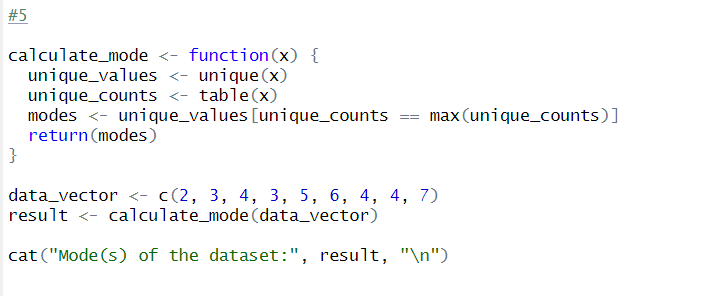 #5
calculate_mode <- function(x) {
  unique_values <- unique(x)
  unique_counts <- table(x)
  modes <- unique_values[unique_counts == max(unique_counts)]
  return(modes)
}
data_vector <- c(2, 3, 4, 3, 5, 6, 4, 4, 7)
result <- calculate_mode(data_vector)
cat("Mode(s) of the dataset:", result, "\n")